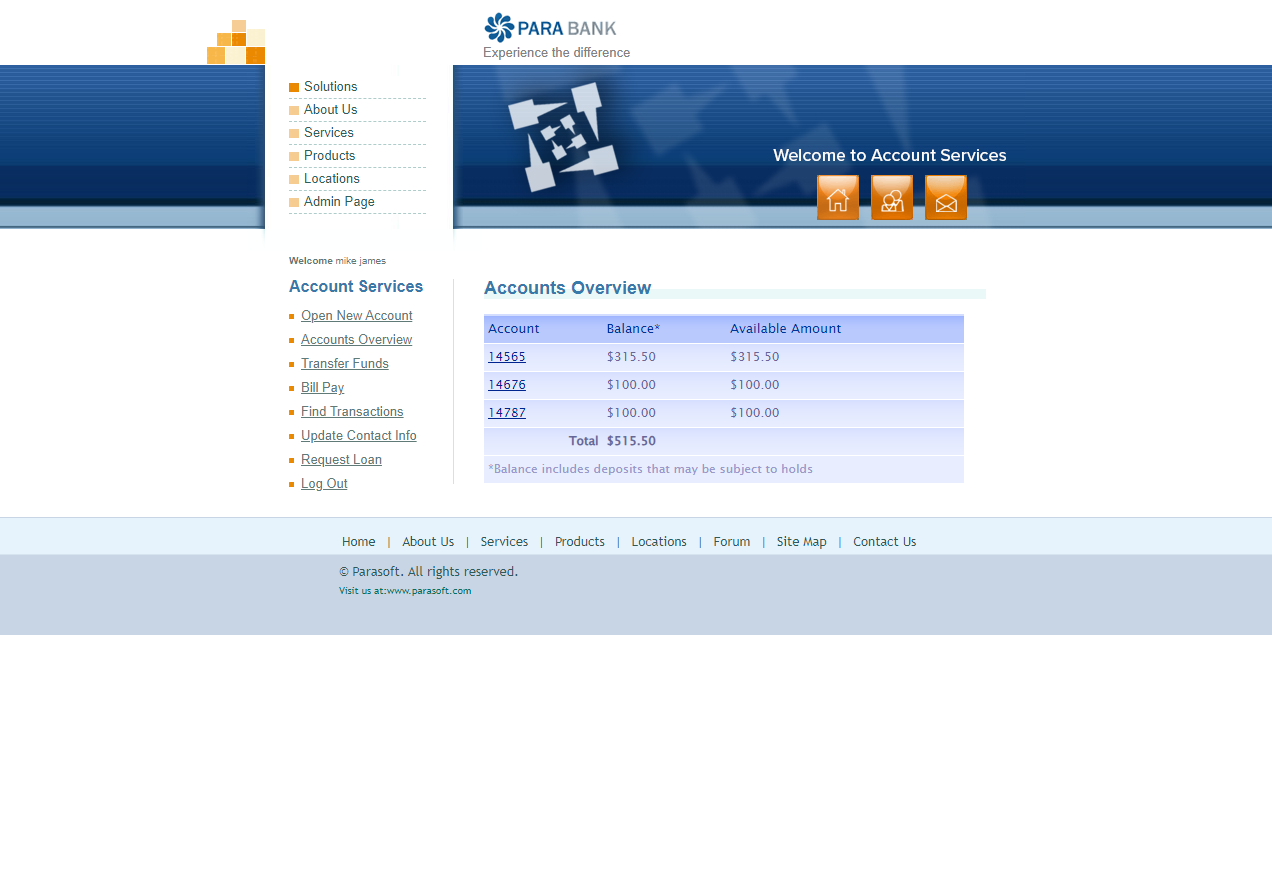 PARA BANK
Experience the difference
Solutions
About Us
Services
Products
Locations
Admin Page
Welcome to Account Services
Welcome mike james
Account Services
Open New Account
Accounts Overview
Transfer Funds
Bill Pay
Find Transactions
Update Contact Info
Request Loan
Log Out
Accounts Overview
Account Balance* Available Amount
14565 $315.50 $315.50
14676 $100.00 $100.00
14787 $100.00 $100.00
Total $515.50
*Balance includes deposits that may be subject to holds
Home | About Us | Services | Products | Locations | Forum | Site Map | Contact Us
© Parasoft. All rights reserved.
Visit us at:www.parasoft.com